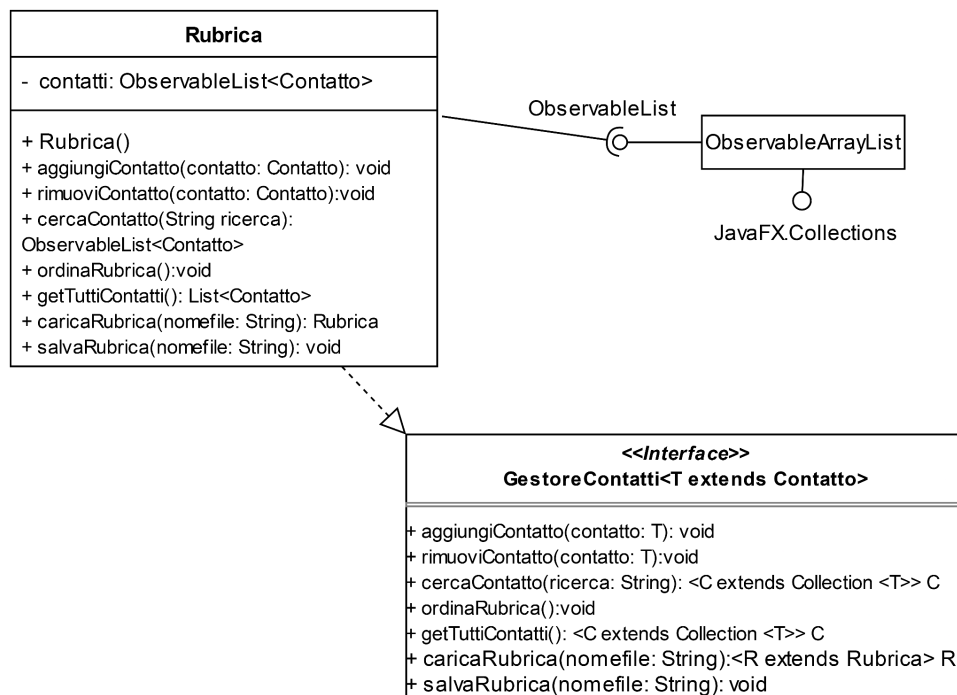 Rubrica
- contatti: ObservableList<Contatto>
+ Rubrica()
+ aggiungiContatto(contatto: Contatto): void
+ rimuoviContatto(contatto: Contatto):void
+ cercaContatto(String ricerca):
ObservableList<Contatto>
+ ordinaRubrica():void
+ getTuttiContatti(): List<Contatto>
+ caricaRubrica(nomefile: String): Rubrica
+ salvaRubrica(nomefile: String): void
ObservableList
ObservableArrayList
JavaFX.Collections
<<Interface>>
GestoreContatti<T extends Contatto>
+ aggiungiContatto(contatto: T): void
+ rimuoviContatto(contatto: T):void
+ cercaContatto(ricerca: String): <C extends Collection <T>> C
+ ordinaRubrica():void
+ getTuttiContatti(): <C extends Collection <T>> C
+ caricaRubrica(nomefile: String):<R extends Rubrica> R
+ salvaRubrica(nomefile: String): void